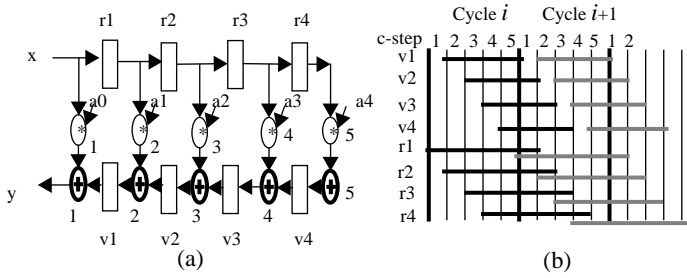 r1 r2 r3 r4
x
a0 a1 a2 a3 a4
* * * * *
1 2 3 4 5
y
+ + + + +
1 2 3 4 5
v1 v2 v3 v4
(a)
Cycle i Cycle i+1
c-step 1 2 3 4 5 1 2 3 4 5 1 2
v1
v2
v3
v4
r1
r2
r3
r4
(b)